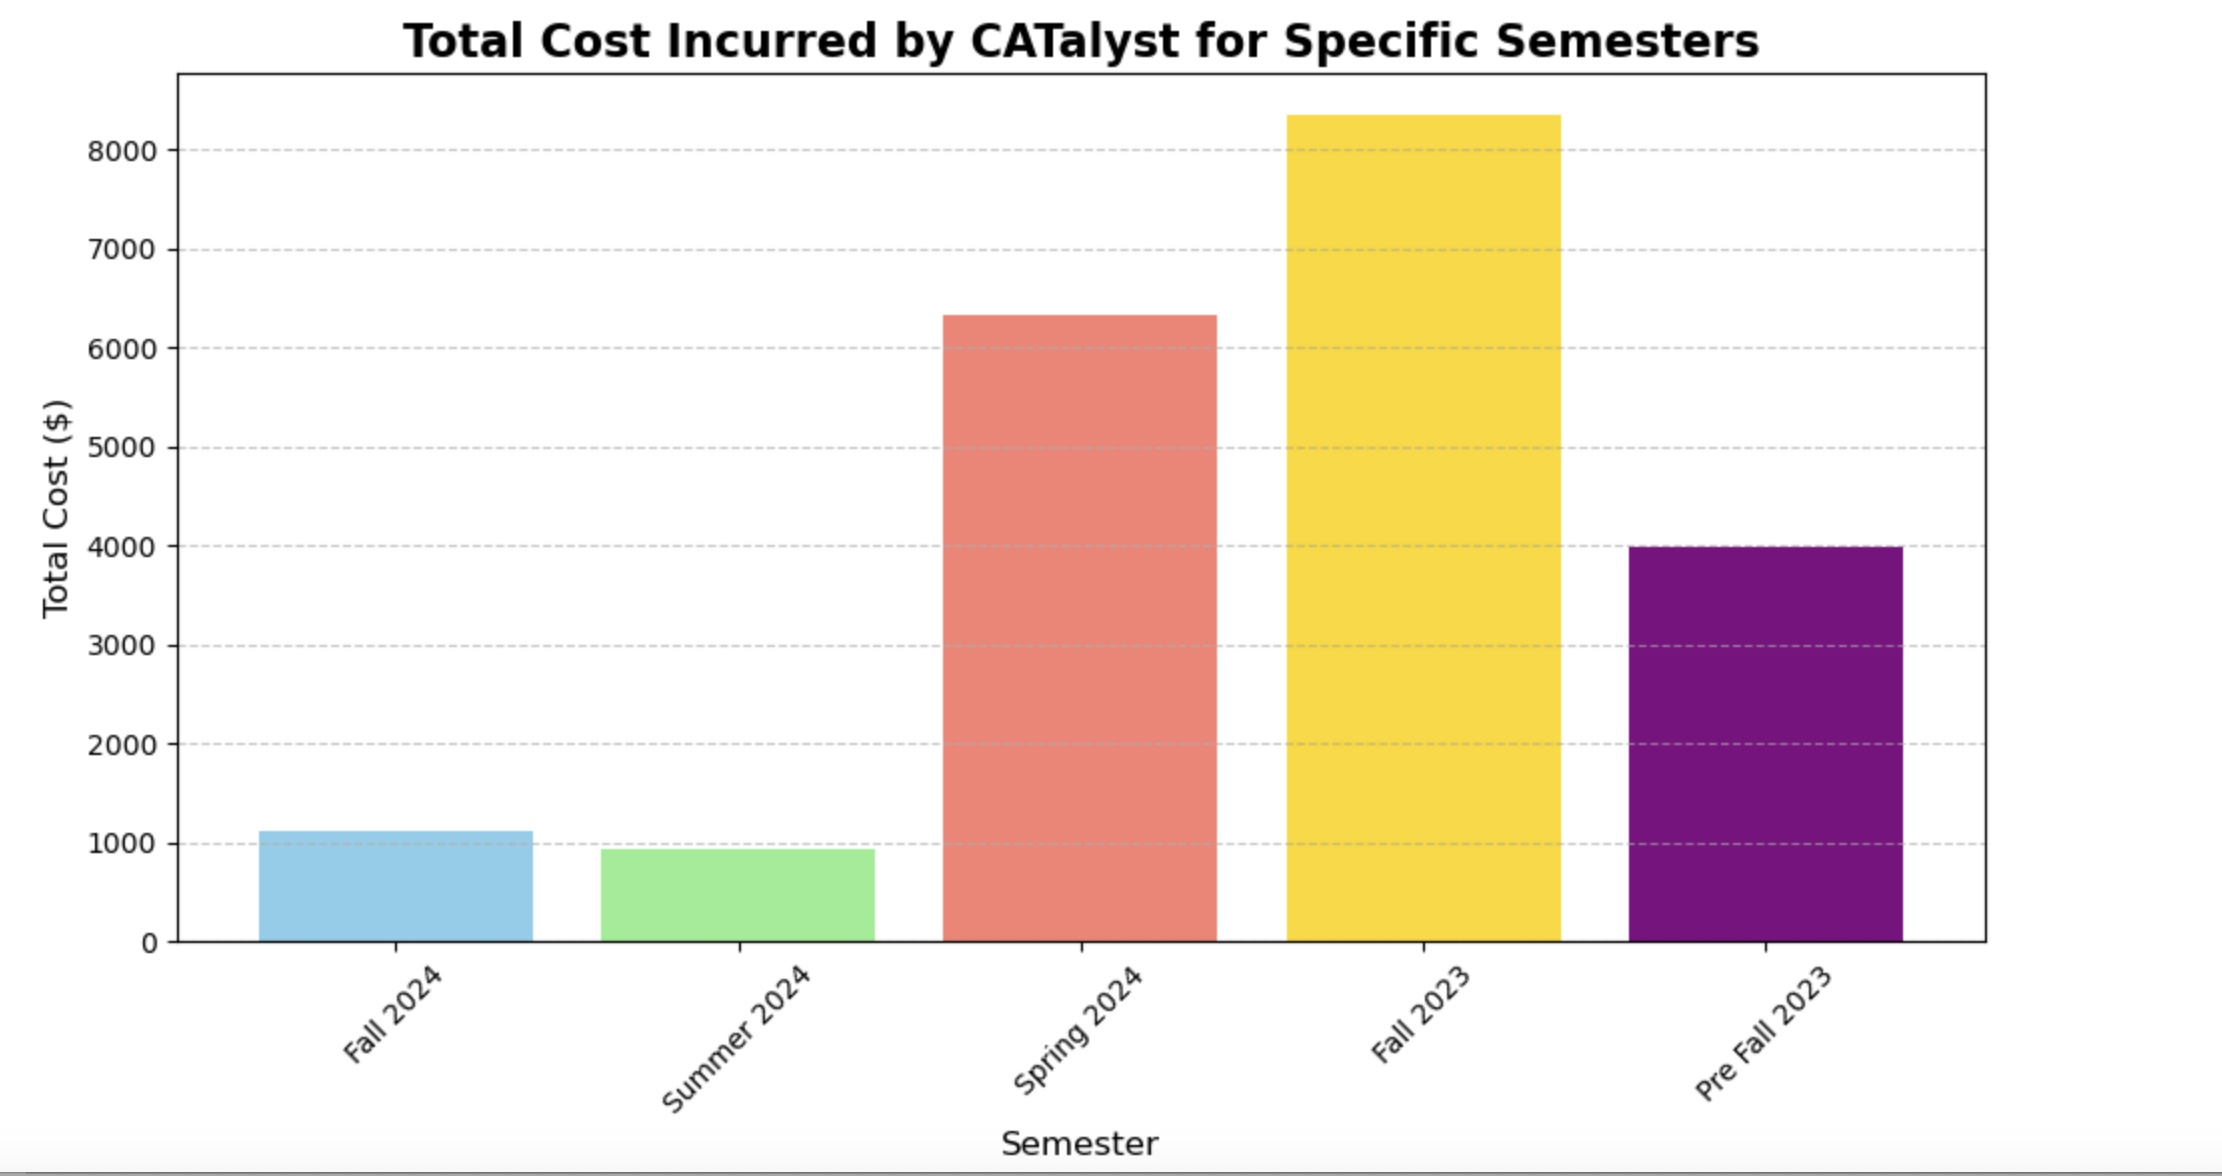 Total Cost Incurred by CATalyst for Specific Semesters
Total Cost ($)
8000
7000
6000
5000
4000
3000
2000
1000
0
Fall 2024
Summer 2024
Spring 2024
Fall 2023
Pre Fall 2023
Semester